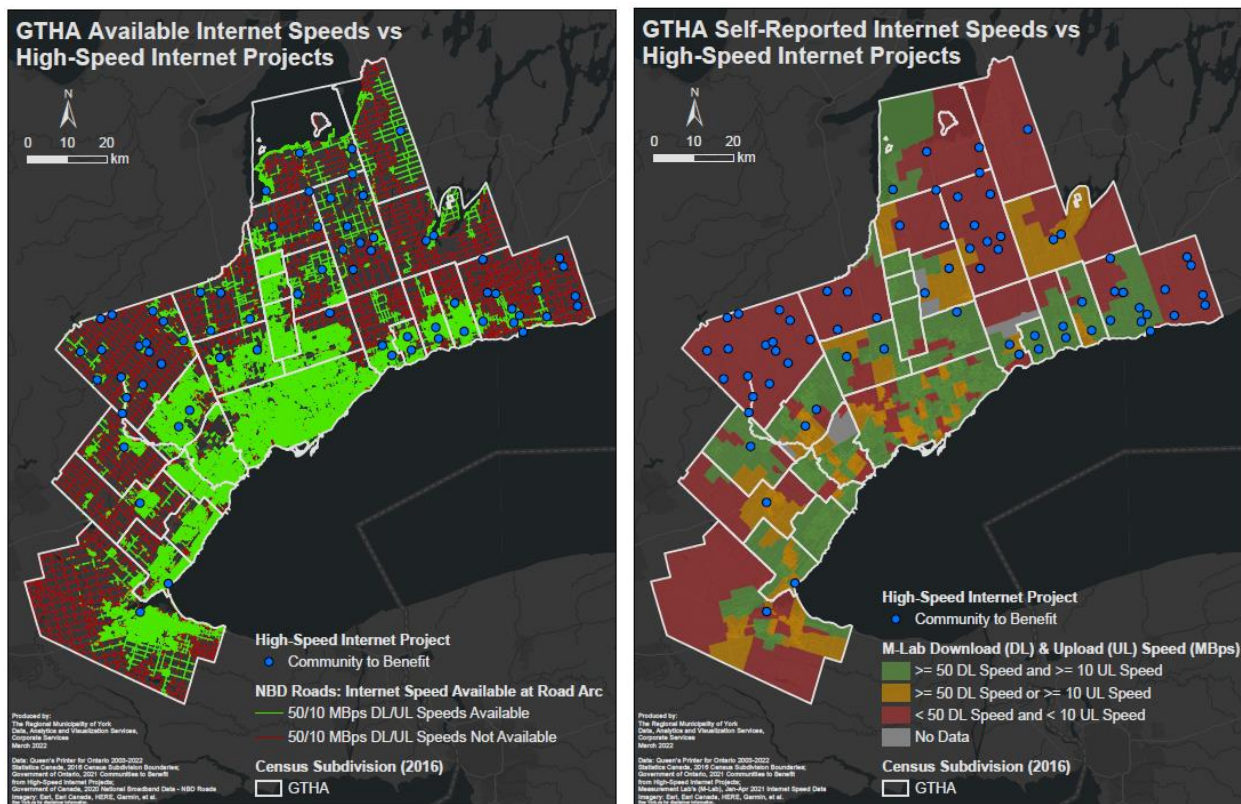 GTHA Available Internet Speeds vs
High-Speed Internet Projects
N
0 10 20
km
High-Speed Internet Project
Community to Benefit
NBD Roads: Internet Speed Available at Road Arc
50/10 MBps DL/UL Speeds Available
50/10 MBps DL/UL Speeds Not Available
Census Subdivision (2016)
GTHA
Produced by:
The Regional Municipality of York
Data, Analytics and Visualization Services,
Corporate Services
March 2022
Data: Queen's Printer for Ontario 2003-2022
Statistics Canada, 2016 Census Subdivision Boundaries;
Government of Ontario, 2021 Communities to Benefit
from High-Speed Internet Projects;
Government of Canada, 2020 National Broadband Data - NBD Roads
Imagery: Esri, Esri Canada, HERE, Garmin, et al.
GTHA Self-Reported Internet Speeds vs
High-Speed Internet Projects
N
0 10 20
km
High-Speed Internet Project
Community to Benefit
M-Lab Download (DL) & Upload (UL) Speed (MBps)
>= 50 DL Speed and >= 10 UL Speed
>= 50 DL Speed or >= 10 UL Speed
< 50 DL Speed and < 10 UL Speed
No Data
Census Subdivision (2016)
GTHA
Produced by:
The Regional Municipality of York
Data, Analytics and Visualization Services,
Corporate Services
March 2022
Data: Queen's Printer for Ontario 2003-2022
Statistics Canada, 2016 Census Subdivision Boundaries;
Government of Ontario, 2021 Communities to Benefit
from High-Speed Internet Projects;
Measurement Lab's (M-Lab), Jan-Apr 2021 Internet Speed Data
Imagery: Esri, Esri Canada, HERE, Garmin, et al.